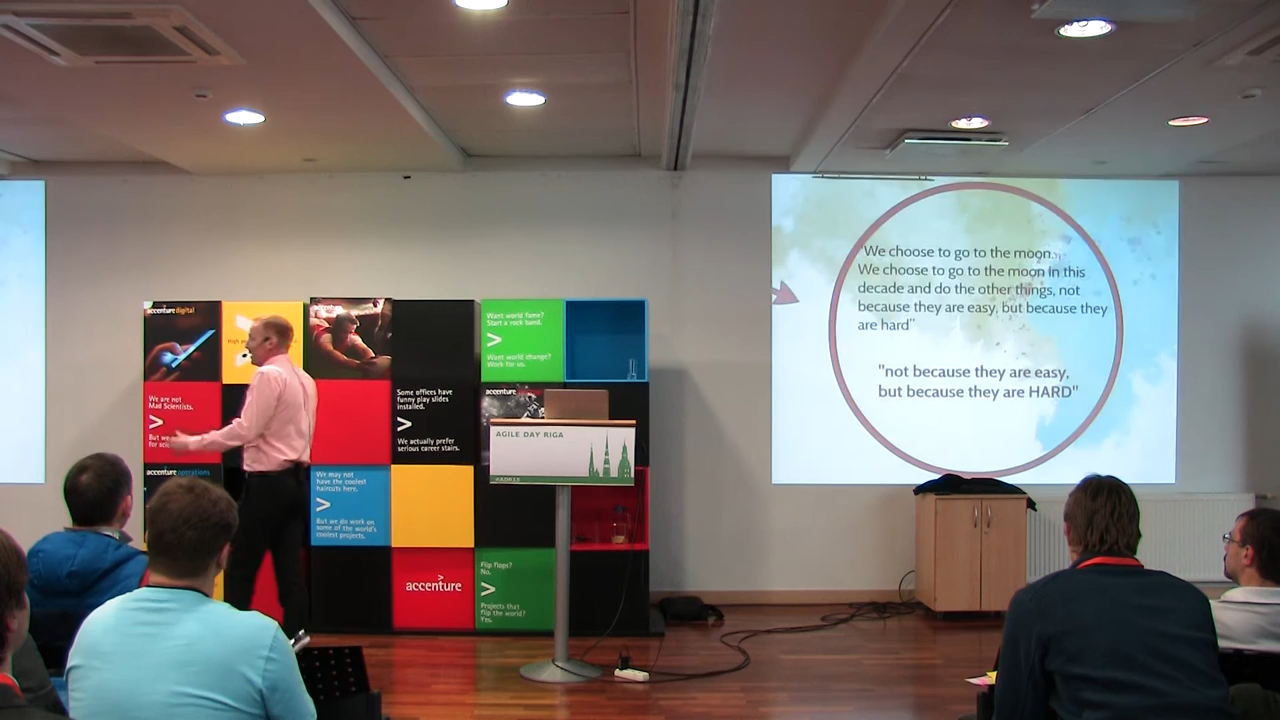 accenture digital
We are not
Mad Scientists.
>
accenture operations
Some offices have
funny play slides
installed.
>
We actually prefer
serious career stairs.
We may not
have the coolest
haircuts here.
>
But we do work on
some of the world's
coolest projects.
accenture
Want world fame?
Start a rock band.
>
Want world change?
Work for us.
accenture
AGILE DAY RIGA
Flip flops?
No.
>
Projects that
flip the world?
Yes.
"We choose to go to the moon.
We choose to go to the moon in this
decade and do the other things, not
because they are easy, but because they
are hard"
"not because they are easy,
but because they are HARD"